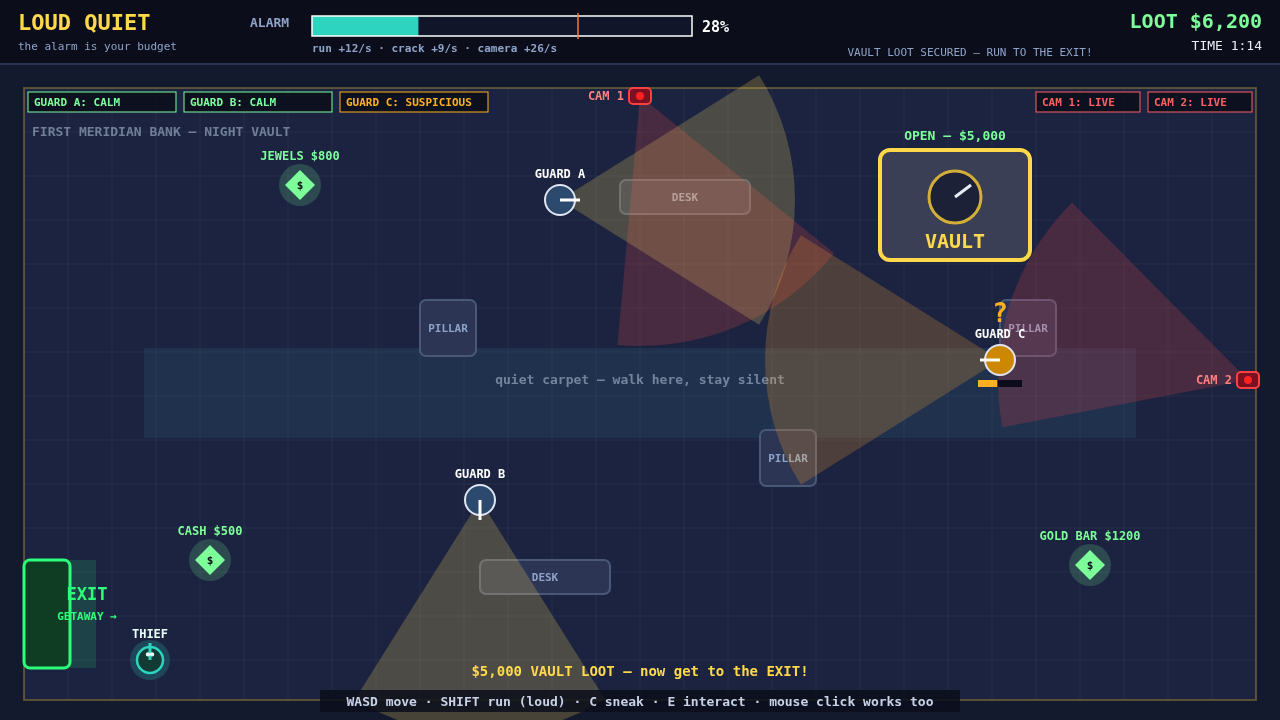 LOUD QUIET
the alarm is your budget
ALARM
28%
run +12/s · crack +9/s · camera +26/s
LOOT $6,200
TIME 1:14
VAULT LOOT SECURED — RUN TO THE EXIT!
GUARD A: CALM
GUARD B: CALM
GUARD C: SUSPICIOUS
CAM 1
CAM 1: LIVE
CAM 2: LIVE
FIRST MERIDIAN BANK — NIGHT VAULT
OPEN — $5,000
JEWELS $800
$
GUARD A
DESK
VAULT
?
PILLAR
GUARD C
PILLAR
quiet carpet — walk here, stay silent
CAM 2
PILLAR
GUARD B
CASH $500
$
GOLD BAR $1200
$
DESK
EXIT
GETAWAY →
THIEF
$5,000 VAULT LOOT — now get to the EXIT!
WASD move · SHIFT run (loud) · C sneak · E interact · mouse click works too